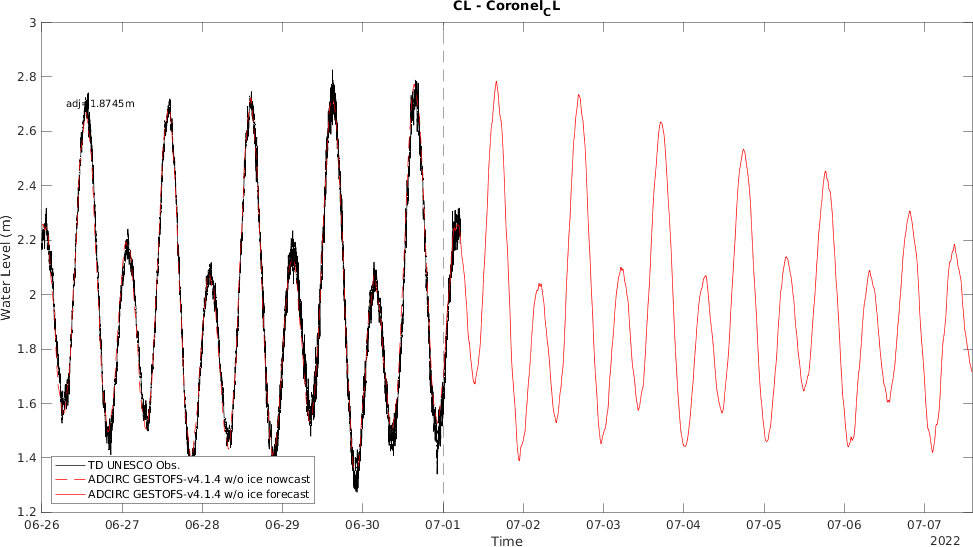 CL - Coronel_CL
3
2.8
2.6
2.4
2.2
2
1.8
1.6
1.4
1.2
Water Level (m)
adj=1.8745m
TD UNESCO Obs.
ADCIRC GESTOFS-v4.1.4 w/o ice nowcast
ADCIRC GESTOFS-v4.1.4 w/o ice forecast
06-26 06-27 06-28 06-29 06-30 07-01 07-02 07-03 07-04 07-05 07-06 07-07
Time
2022